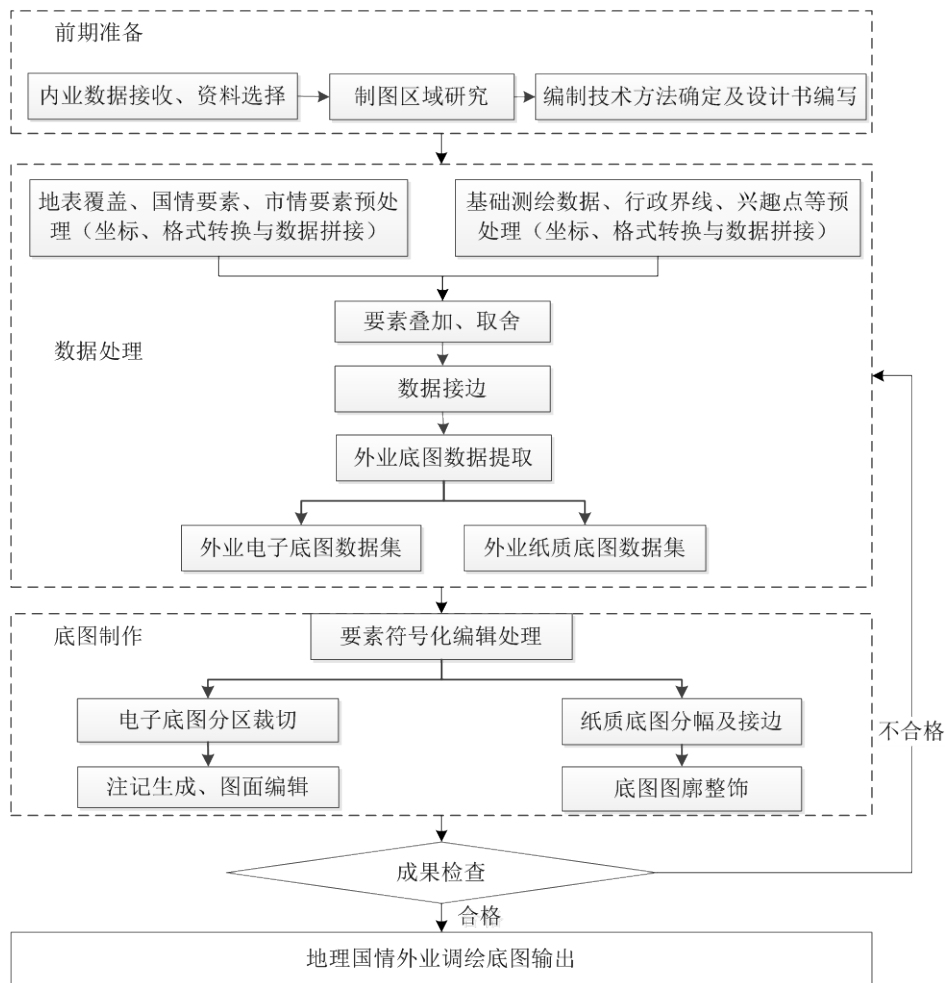 前期准备
内业数据接收、资料选择
制图区域研究
编制技术方法确定及设计书编写
地表覆盖、国情要素、市情要素预处
理（坐标、格式转换与数据拼接）
基础测绘数据、行政界线、兴趣点等预
处理（坐标、格式转换与数据拼接）
要素叠加、取舍
数据处理
数据接边
外业底图数据提取
外业电子底图数据集
外业纸质底图数据集
底图制作
要素符号化编辑处理
电子底图分区裁切
纸质底图分幅及接边
不合格
注记生成、图面编辑
底图图廓整饰
成果检查
合格
地理国情外业调绘底图输出